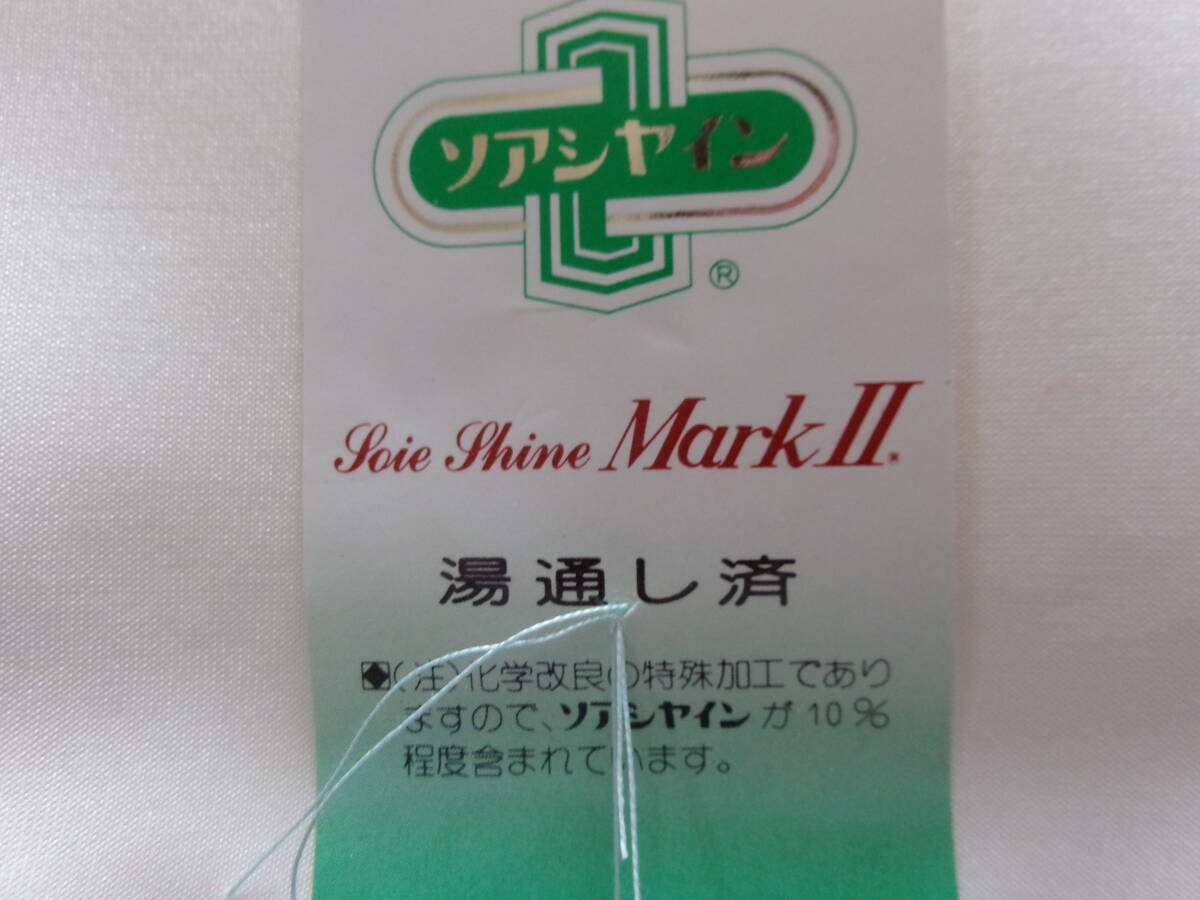 ソアシヤイン
®
Soie Shine Mark II
湯通し済
(注)化学改良の特殊加工であり
ますので、ソアシヤインが10%
程度含まれています。